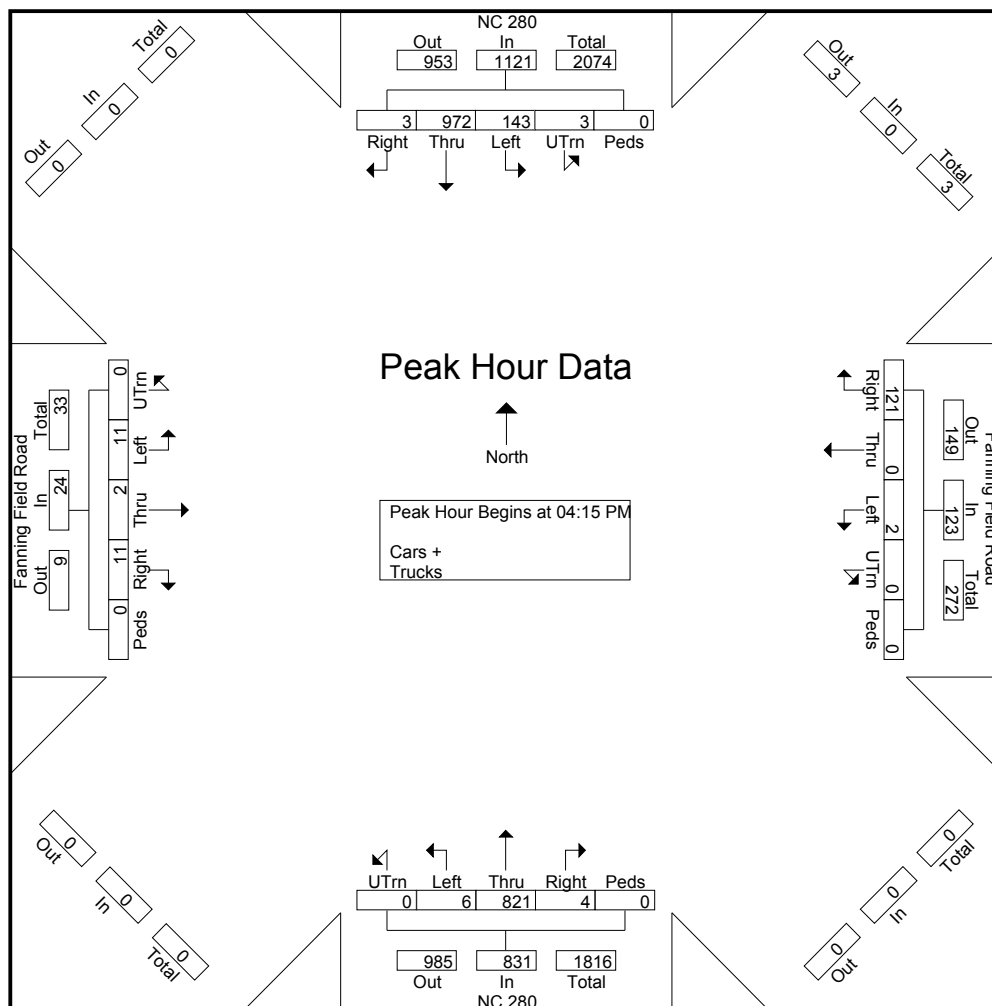 NC 280
Out In Total
953 1121 2074
3 972 143 3 0
Right Thru Left UTrn Peds
Total
0
In
0
Out
0
Out
3
In
0
Total
3
Peak Hour Data
North
Peak Hour Begins at 04:15 PM
Cars +
Trucks
Fanning Field Road
Out In Total
9 24 33
0 11 2 11 0
Peds Right Thru Left UTrn
Fanning Field Road
Out In Total
149 123 272
121 0 2 0 0
Right Thru Left UTrn Peds
Out
0
In
0
Total
0
Total
0
In
0
Out
0
UTrn Left Thru Right Peds
0 6 821 4 0
985 831 1816
Out In Total
NC 280